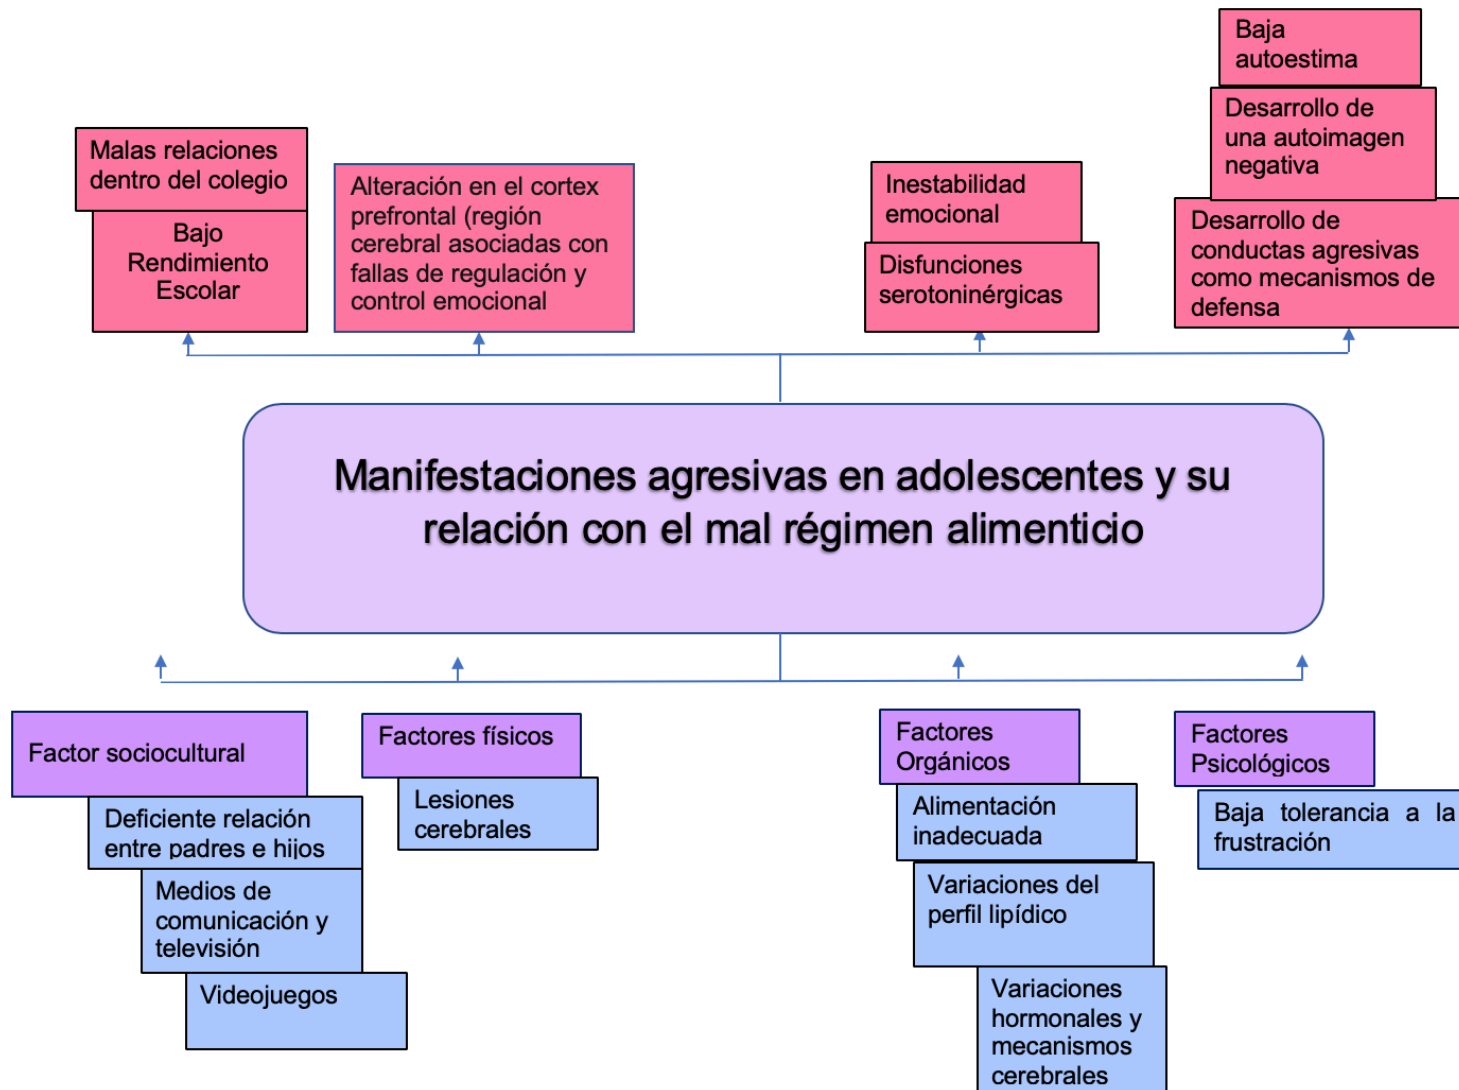 Baja
autoestima
Desarrollo de
una autoimagen
negativa
Desarrollo de
conductas agresivas
como mecanismos de
defensa
Malas relaciones
dentro del colegio
Bajo
Rendimiento
Escolar
Alteración en el cortex
prefrontal (región
cerebral asociadas con
fallas de regulación y
control emocional
Inestabilidad
emocional
Disfunciones
serotoninérgicas
Manifestaciones agresivas en adolescentes y su
relación con el mal régimen alimenticio
Factor sociocultural
Deficiente relación
entre padres e hijos
Medios de
comunicación y
televisión
Videojuegos
Factores físicos
Lesiones
cerebrales
Factores
Orgánicos
Alimentación
inadecuada
Variaciones del
perfil lipídico
Variaciones
hormonales y
mecanismos
cerebrales
Factores
Psicológicos
Baja tolerancia a la
frustración